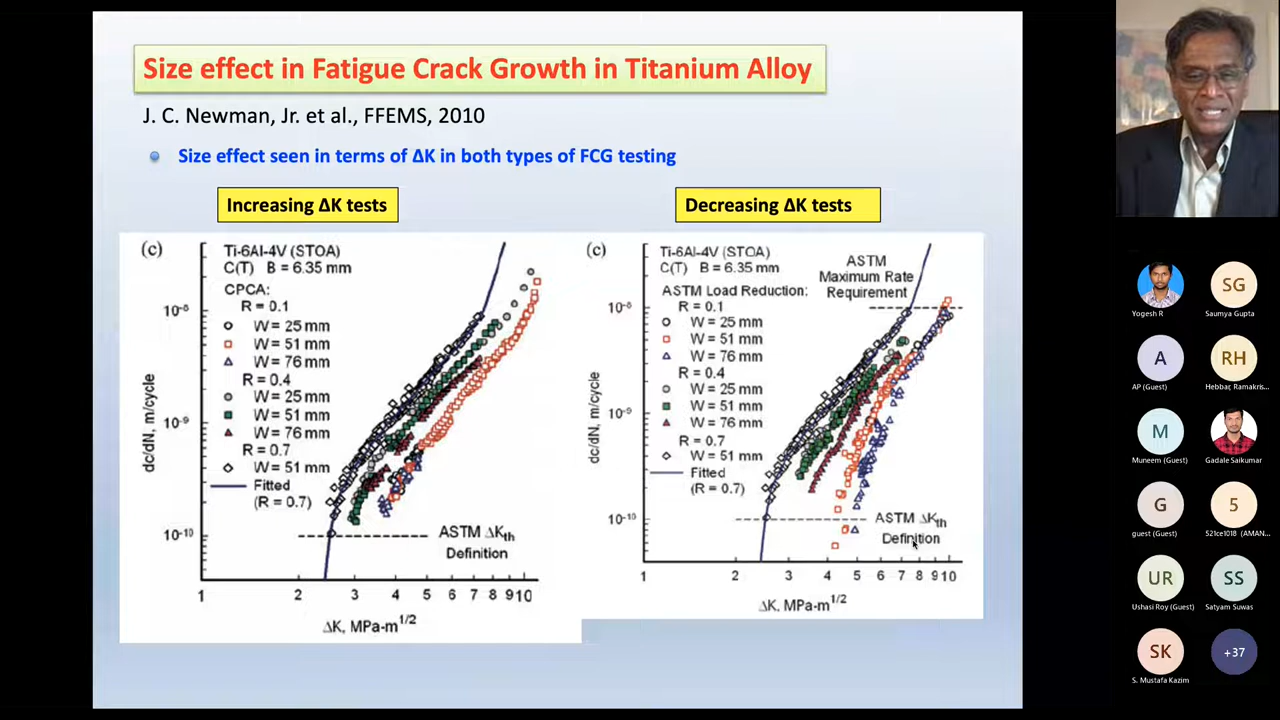 Size effect in Fatigue Crack Growth in Titanium Alloy
J. C. Newman, Jr. et al., FFEMS, 2010
Size effect seen in terms of ΔK in both types of FCG testing
Increasing ΔK tests
Decreasing ΔK tests
(c)
Ti-6Al-4V (STOA)
C(T) B = 6.35 mm
CPCA:
R = 0.1
W = 25 mm
W = 51 mm
W = 76 mm
R = 0.4
W = 25 mm
W = 51 mm
W = 76 mm
R = 0.7
W = 51 mm
Fitted
(R = 0.7)
ASTM ΔKth
Definition
dc/dN, m/cycle
10-8
10-9
10-10
1 2 3 4 5 6 7 8 9 10
ΔK, MPa-m1/2
(c)
Ti-6Al-4V (STOA)
C(T) B = 6.35 mm
ASTM Load Reduction:
R = 0.1
W = 25 mm
W = 51 mm
W = 76 mm
R = 0.4
W = 25 mm
W = 51 mm
W = 76 mm
R = 0.7
W = 51 mm
Fitted
(R = 0.7)
ASTM
Maximum Rate
Requirement
ASTM ΔKth
Definition
dc/dN, m/cycle
10-8
10-9
10-10
1 2 3 4 5 6 7 8 9 10
ΔK, MPa-m1/2
Yogesh R
SG
Saumya Gupta
A
AP (Guest)
RH
Hebbar, Ramakris...
M
Muneem (Guest)
Gadale Saikumar
G
guest (Guest)
5
521ce1018 (AMAN...
UR
Ushasi Roy (Guest)
SS
Satyam Suwas
SK
S. Mustafa Kazim
+37